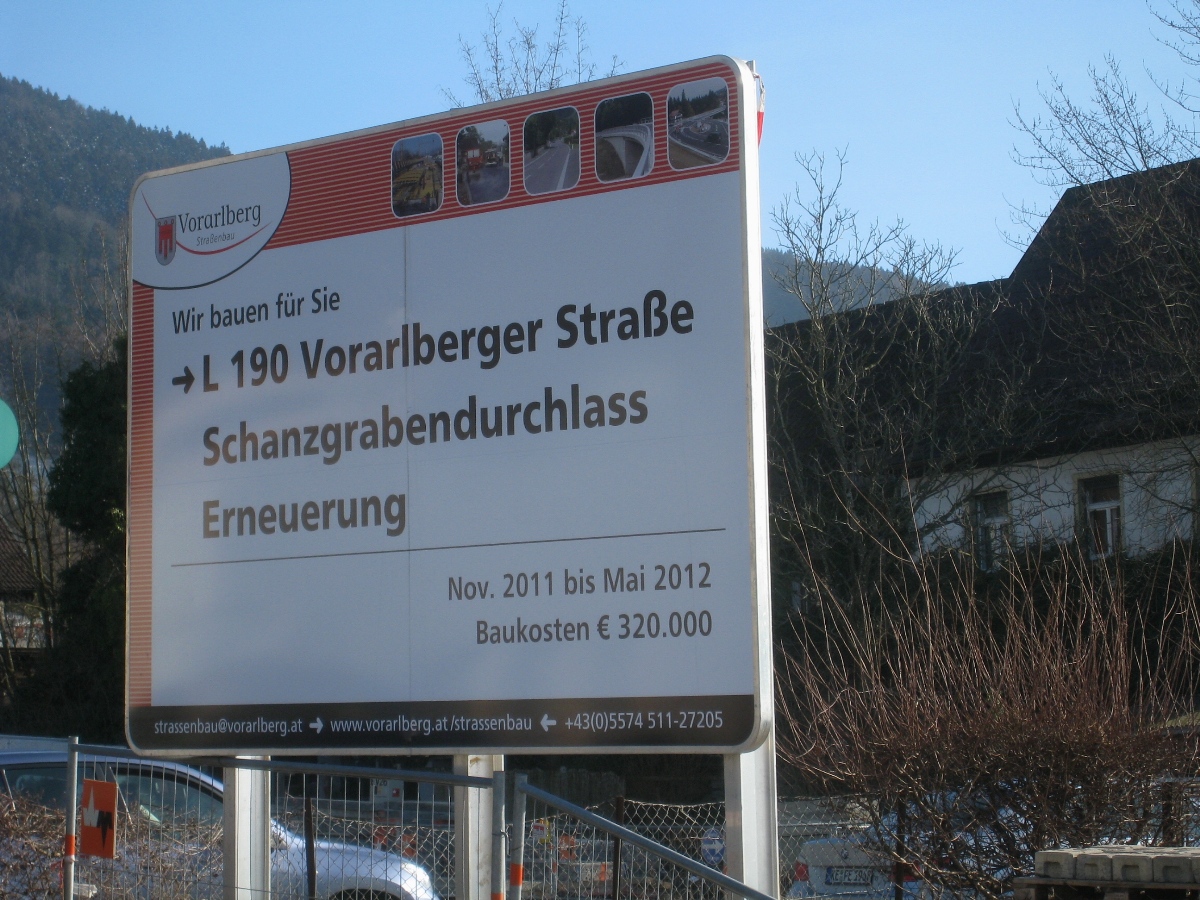 Vorarlberg
Straßenbau
Wir bauen für Sie
→ L 190 Vorarlberger Straße
Schanzgrabendurchlass
Erneuerung
Nov. 2011 bis Mai 2012
Baukosten € 320.000
strassenbau@vorarlberg.at → www.vorarlberg.at/strassenbau ← +43(0)5574 511-27205